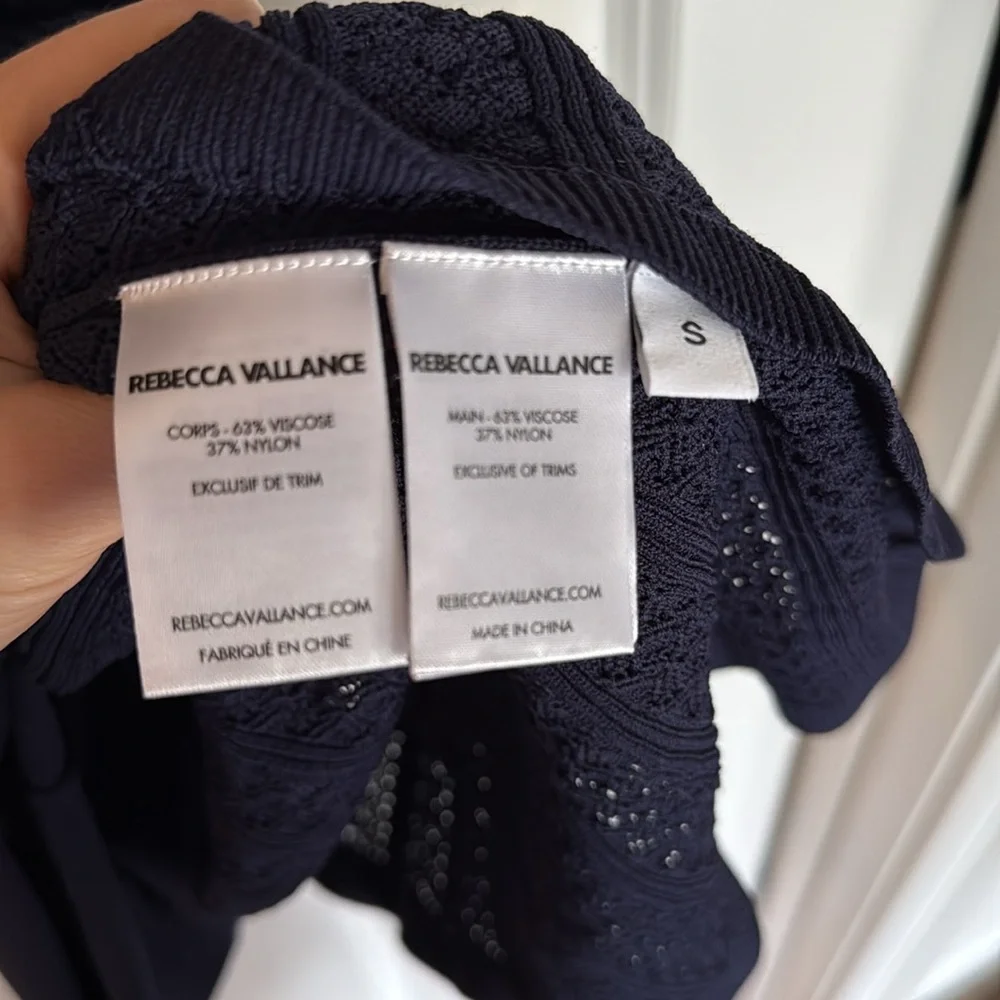 REBECCA VALLANCE
CORPS - 63% VISCOSE
37% NYLON
EXCLUSIF DE TRIM
REBECCAVALLANCE.COM
FABRIQUÉ EN CHINE
REBECCA VALLANCE
MAIN - 63% VISCOSE
37% NYLON
EXCLUSIVE OF TRIMS
REBECCAVALLANCE.COM
MADE IN CHINA
S